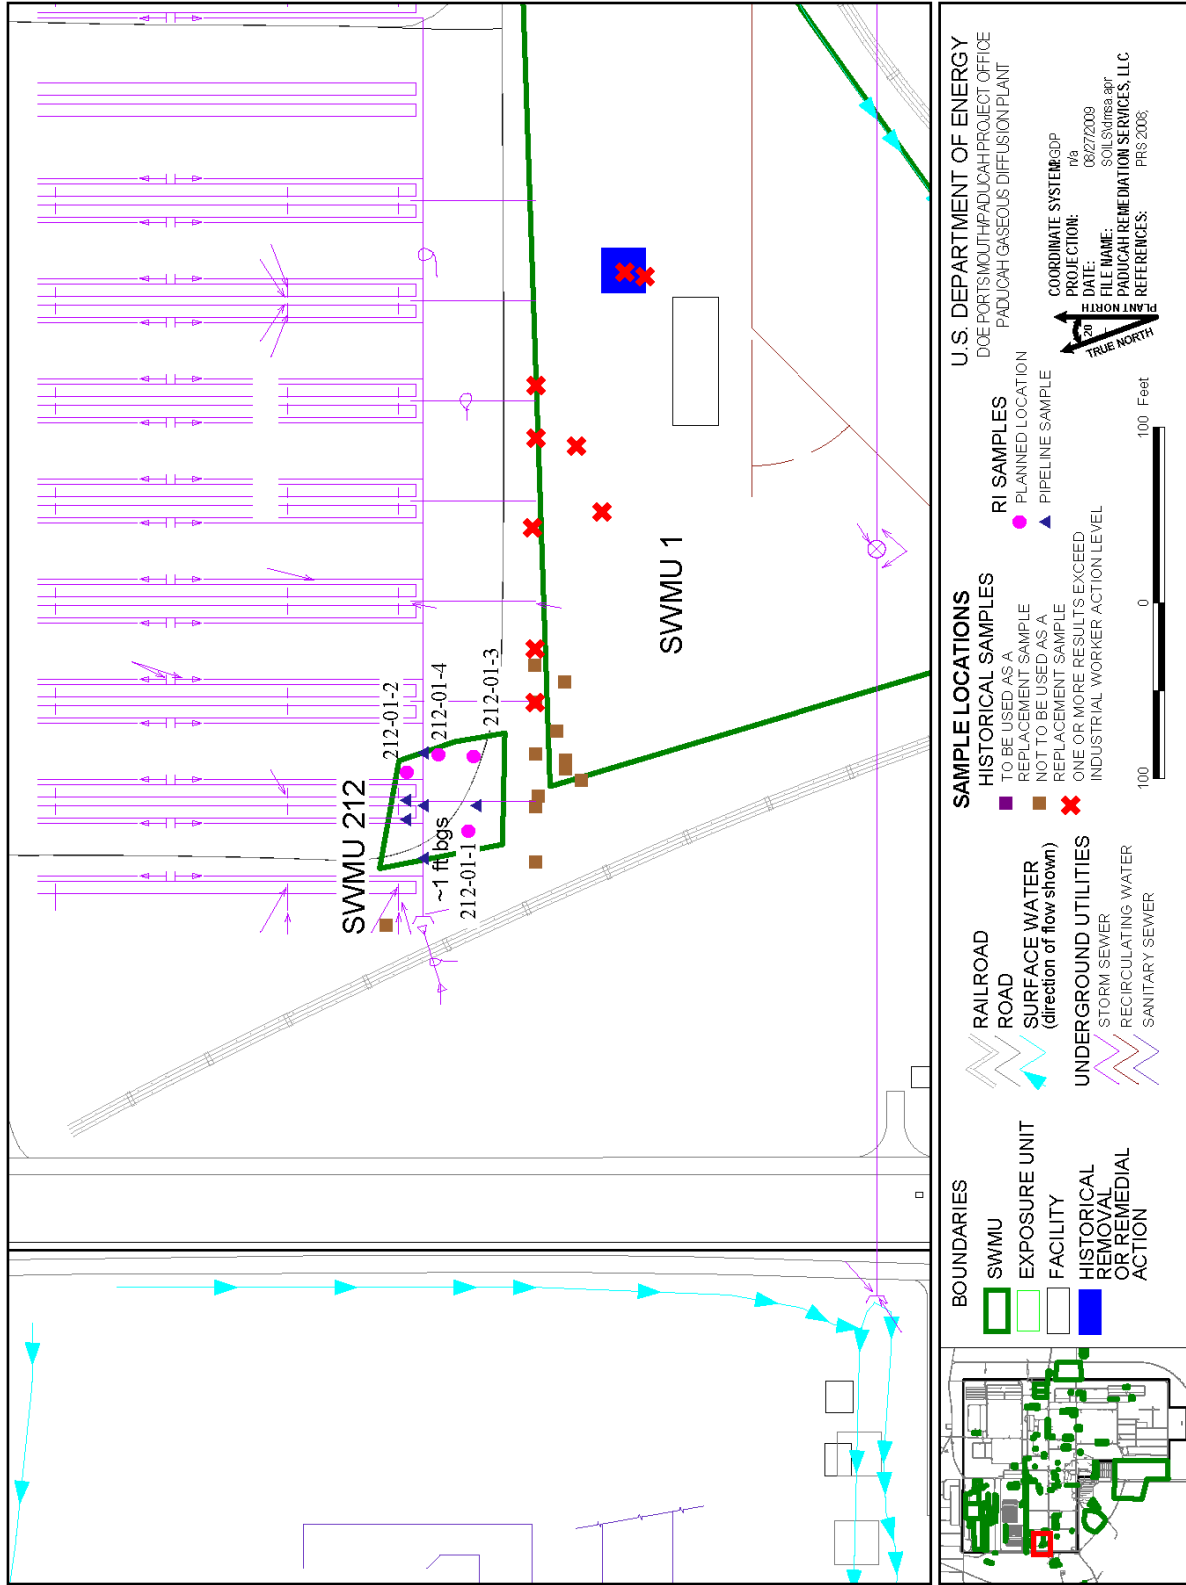 SWMU 212
212-01-2
212-01-4
212-01-3
~1 ft bgs
212-01-1
SWMU 1
BOUNDARIES
SWMU
EXPOSURE UNIT
FACILITY
HISTORICAL
REMOVAL
OR REMEDIAL
ACTION
RAILROAD
ROAD
SURFACE WATER
(direction of flow shown)
UNDERGROUND UTILITIES
STORM SEWER
RECIRCULATING WATER
SANITARY SEWER
SAMPLE LOCATIONS
HISTORICAL SAMPLES
TO BE USED AS A
REPLACEMENT SAMPLE
NOT TO BE USED AS A
REPLACEMENT SAMPLE
ONE OR MORE RESULTS EXCEED
INDUSTRIAL WORKER ACTION LEVEL
RI SAMPLES
PLANNED LOCATION
PIPELINE SAMPLE
100 0 100 Feet
U.S. DEPARTMENT OF ENERGY
DOE PORTSMOUTH/PADUCAH PROJECT OFFICE
PADUCAH GASEOUS DIFFUSION PLANT
TRUE NORTH
20
PLANT NORTH
COORDINATE SYSTEM: PGDP
PROJECTION: n/a
DATE: 08/27/2009
FILE NAME: SOILS\dmsa.apr
PADUCAH REMEDIATION SERVICES, LLC
REFERENCES: PRS 2008;